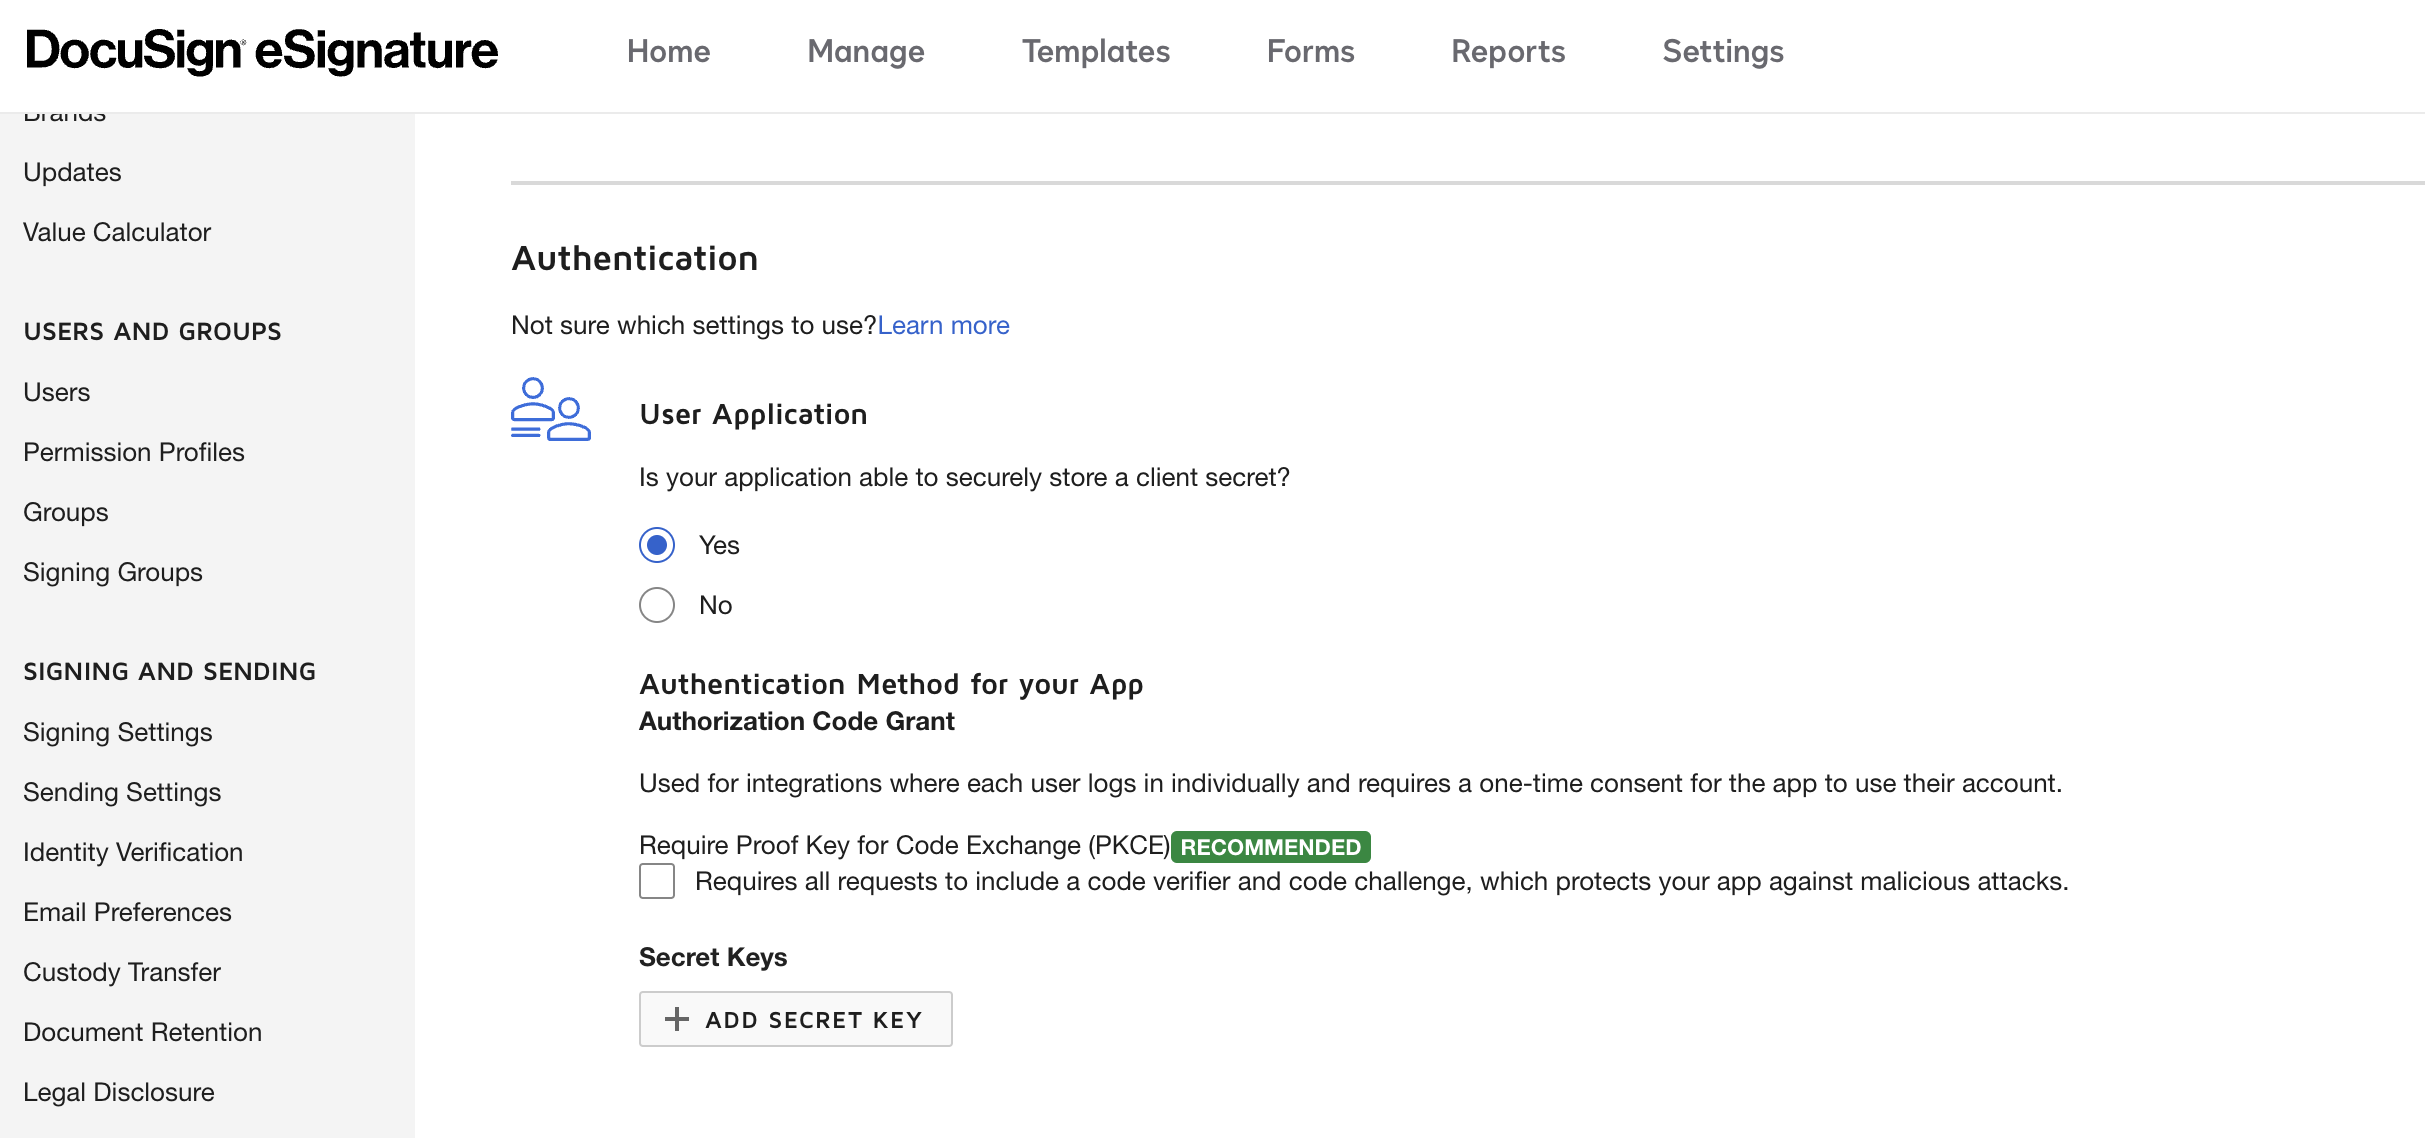 DocuSign eSignature
Home
Manage
Templates
Forms
Reports
Settings
Brands
Updates
Value Calculator
USERS AND GROUPS
Users
Permission Profiles
Groups
Signing Groups
SIGNING AND SENDING
Signing Settings
Sending Settings
Identity Verification
Email Preferences
Custody Transfer
Document Retention
Legal Disclosure
Authentication
Not sure which settings to use?Learn more
User Application
Is your application able to securely store a client secret?
Yes
No
Authentication Method for your App
Authorization Code Grant
Used for integrations where each user logs in individually and requires a one-time consent for the app to use their account.
Require Proof Key for Code Exchange (PKCE) RECOMMENDED
Requires all requests to include a code verifier and code challenge, which protects your app against malicious attacks.
Secret Keys
+ ADD SECRET KEY